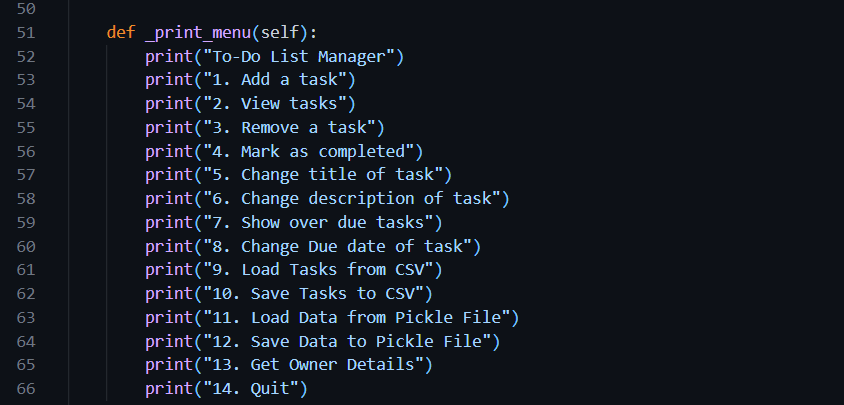 50
51 def _print_menu(self):
52 print("To-Do List Manager")
53 print("1. Add a task")
54 print("2. View tasks")
55 print("3. Remove a task")
56 print("4. Mark as completed")
57 print("5. Change title of task")
58 print("6. Change description of task")
59 print("7. Show over due tasks")
60 print("8. Change Due date of task")
61 print("9. Load Tasks from CSV")
62 print("10. Save Tasks to CSV")
63 print("11. Load Data from Pickle File")
64 print("12. Save Data to Pickle File")
65 print("13. Get Owner Details")
66 print("14. Quit")